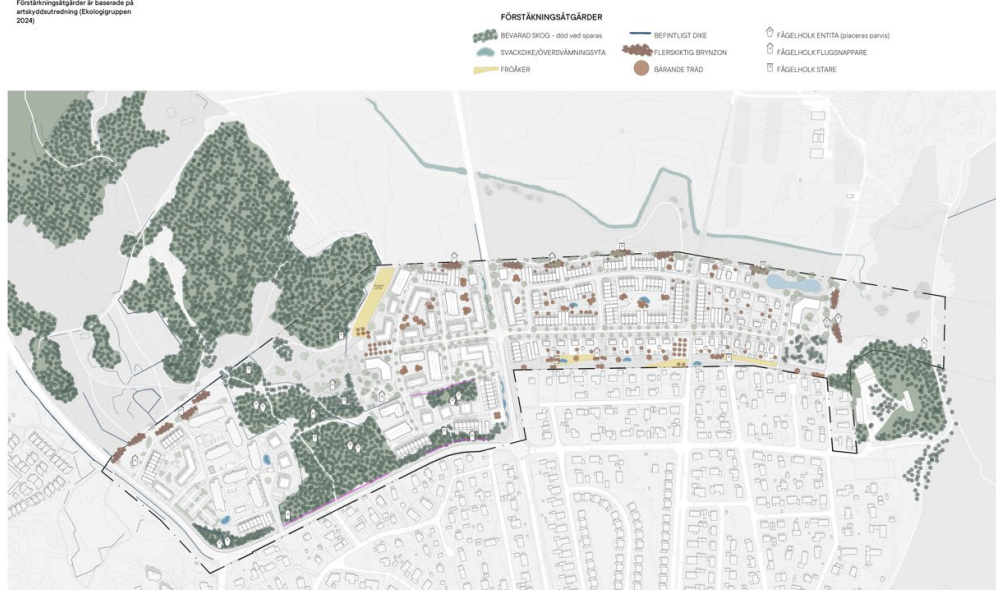 Förstärkningsåtgärder är baserade på
artskyddsutredning (Ekologigruppen
2024)
FÖRSTÄKNINGSÅTGÄRDER
BEVARAD SKOG - död ved sparas
SVACKDIKE/ÖVERSVÄMNINGSYTA
FRÖÅKER
BEFINTLIGT DIKE
FLERSKIKTIG BRYNZON
BÄRANDE TRÄD
FÅGELHOLK ENTITA (placeras parvis)
FÅGELHOLK FLUGSNAPPARE
FÅGELHOLK STARE